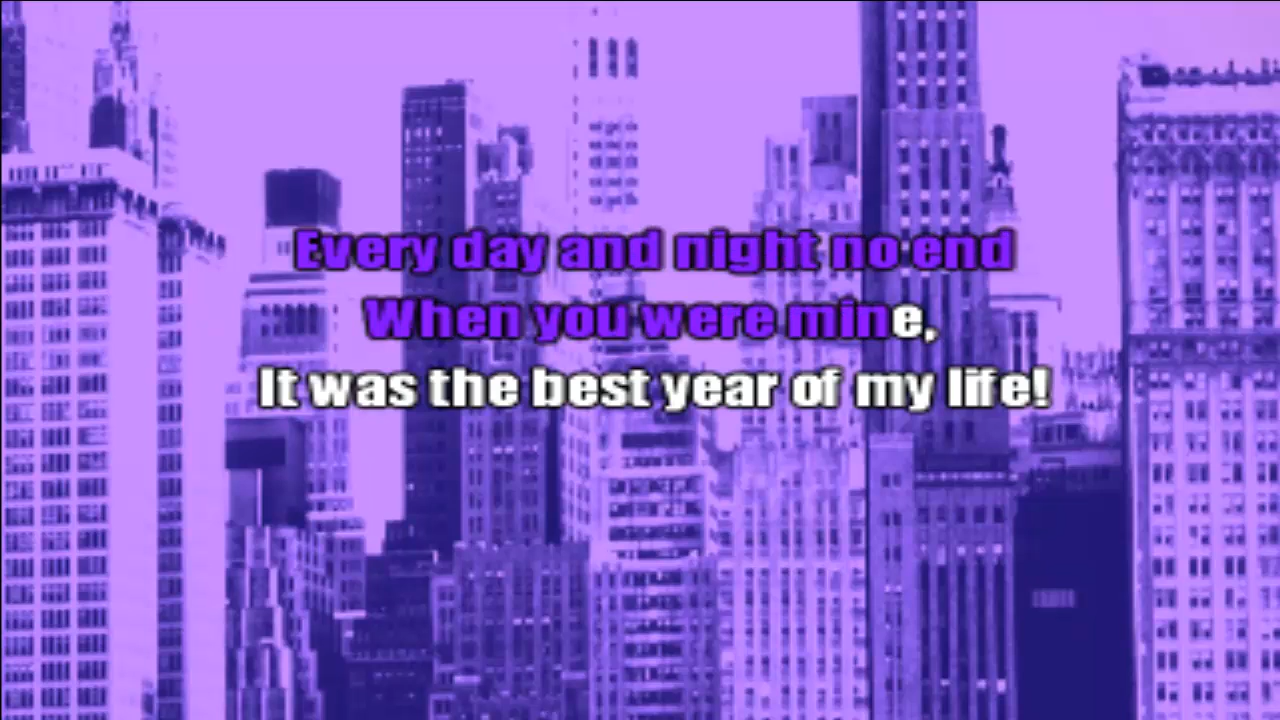 Every day and night no end
When you were mine,
It was the best year of my life!